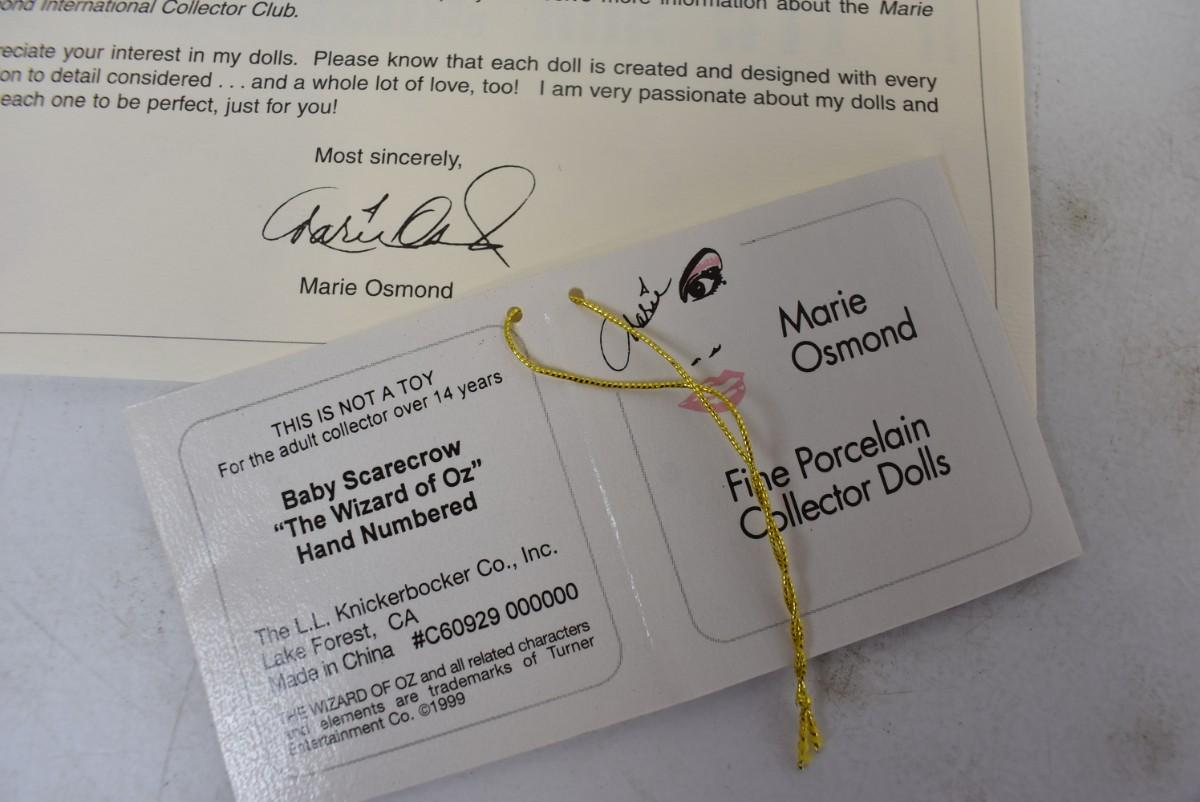 International Collector Club.
more information about the Marie
your interest in my dolls. Please know that each doll is created and designed with every
on to detail considered . . . and a whole lot of love, too! I am very passionate about my dolls and
each one to be perfect, just for you!
Most sincerely,
Marie Osmond
Marie Osmond
THIS IS NOT A TOY
For the adult collector over 14 years
Baby Scarecrow
“The Wizard of Oz”
Hand Numbered
The L.L. Knickerbocker Co., Inc.
Lake Forest, CA
Made in China #C60929 000000
THE WIZARD OF OZ and all related characters
and elements are trademarks of Turner
Entertainment Co. ©1999
Marie
Marie
Osmond
Fine Porcelain
Collector Dolls